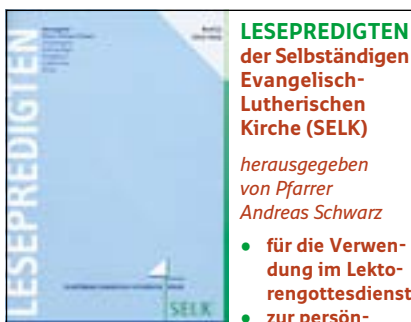 LESEPREDIGTEN
SELK
LESEPREDIGTEN
der Selbständigen
Evangelisch-
Lutherischen
Kirche (SELK)
herausgegeben
von Pfarrer
Andreas Schwarz
• für die Verwen-
dung im Lekto-
rengottesdienst
• zur persön-